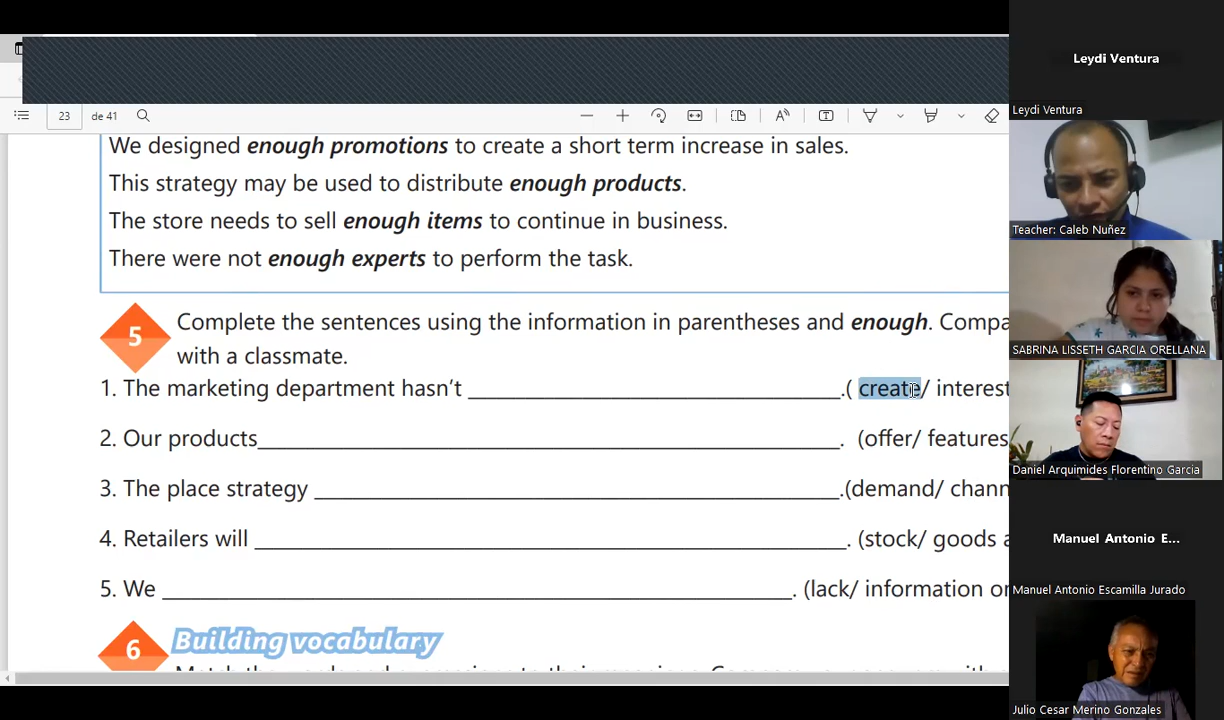 23
de 41
We designed enough promotions to create a short term increase in sales.
This strategy may be used to distribute enough products.
The store needs to sell enough items to continue in business.
There were not enough experts to perform the task.
5
Complete the sentences using the information in parentheses and enough. Compa
with a classmate.
1. The marketing department hasn't ______________________________.( create/ interest
2. Our products______________________________________________. (offer/ features
3. The place strategy __________________________________________.(demand/ chann
4. Retailers will ______________________________________________. (stock/ goods a
5. We __________________________________________________. (lack/ information or
6
Building vocabulary
Leydi Ventura
Leydi Ventura
Teacher: Caleb Nuñez
SABRINA LISSETH GARCIA ORELLANA
Daniel Arquimides Florentino Garcia
Manuel Antonio E...
Manuel Antonio Escamilla Jurado
Julio Cesar Merino Gonzales